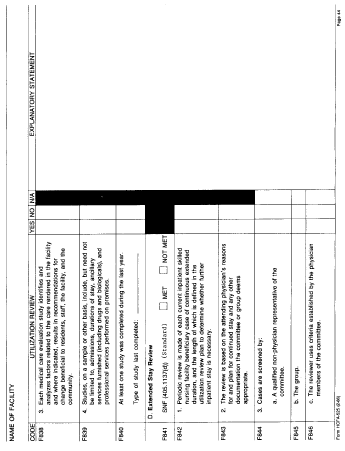 NAME OF FACILITY
CODE
UTILIZATION REVIEW
YES
NO
N/A
EXPLANATORY STATEMENT
F838
3. Each medical care evaluation study identifies and
analyzes factors related to the care rendered in the facility
and where indicated, results in recommendations for
change beneficial to residents, staff, the facility, and the
community.
F839
4. Studies, on a sample or other basis, include, but need not
be limited to, admissions, durations of stay, ancillary
services furnished (including drugs and biologicals), and
professional services performed on premises.
F840
At least one study was completed during the last year.
Type of study last completed:
D. Extended Stay Review
F841
SNF (405.1137(d)) (Standard)
MET
NOT MET
F842
1. Periodic review is made of each current inpatient skilled
nursing facility beneficiary case of continuous extended
duration, and the length of which is defined in the
utilization review plan to determine whether further
inpatient stay is necessary.
F843
2. The review is based on the attending physician's reasons
for and plan for continued stay and any other
documentation the committee or group deems
appropriate.
F844
3. Cases are screened by:
a. A qualified non-physician representative of the
committee.
F845
b. The group.
F846
c. The reviewer uses criteria established by the physician
members of the committee.
Form HCFA-525 (2-86)
Page 44